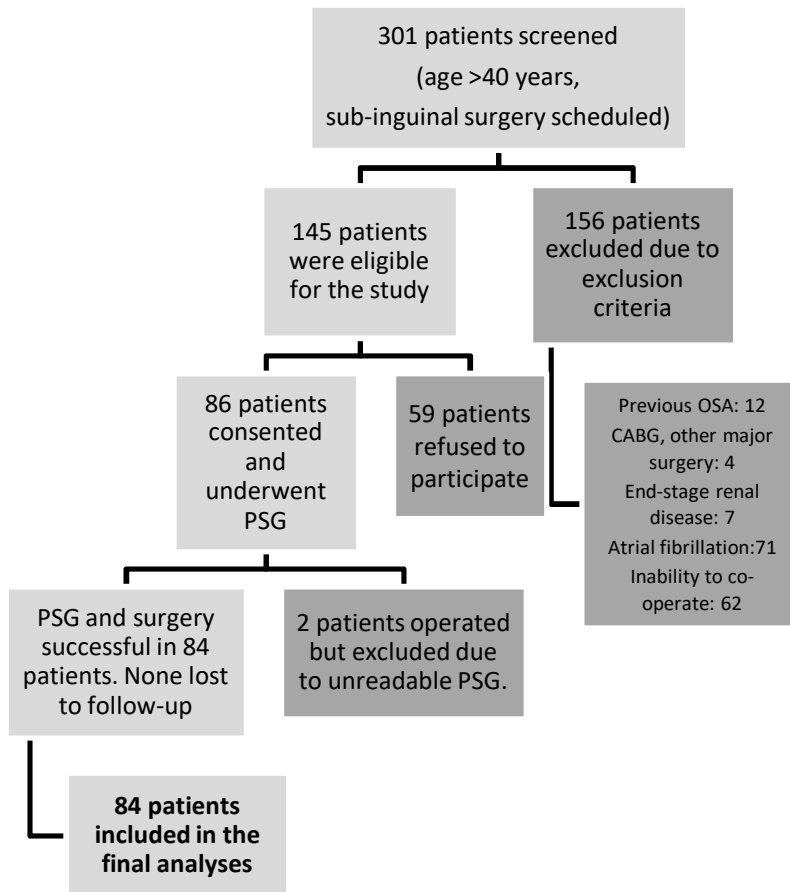 301 patients screened
(age >40 years,
sub-inguinal surgery scheduled)
145 patients
were eligible
for the study
156 patients
excluded due to
exclusion
criteria
86 patients
consented
and
underwent
PSG
59 patients
refused to
participate
Previous OSA: 12
CABG, other major
surgery: 4
End-stage renal
disease: 7
Atrial fibrillation:71
Inability to co-
operate: 62
PSG and surgery
successful in 84
patients. None lost
to follow-up
2 patients operated
but excluded due
to unreadable PSG.
84 patients
included in the
final analyses